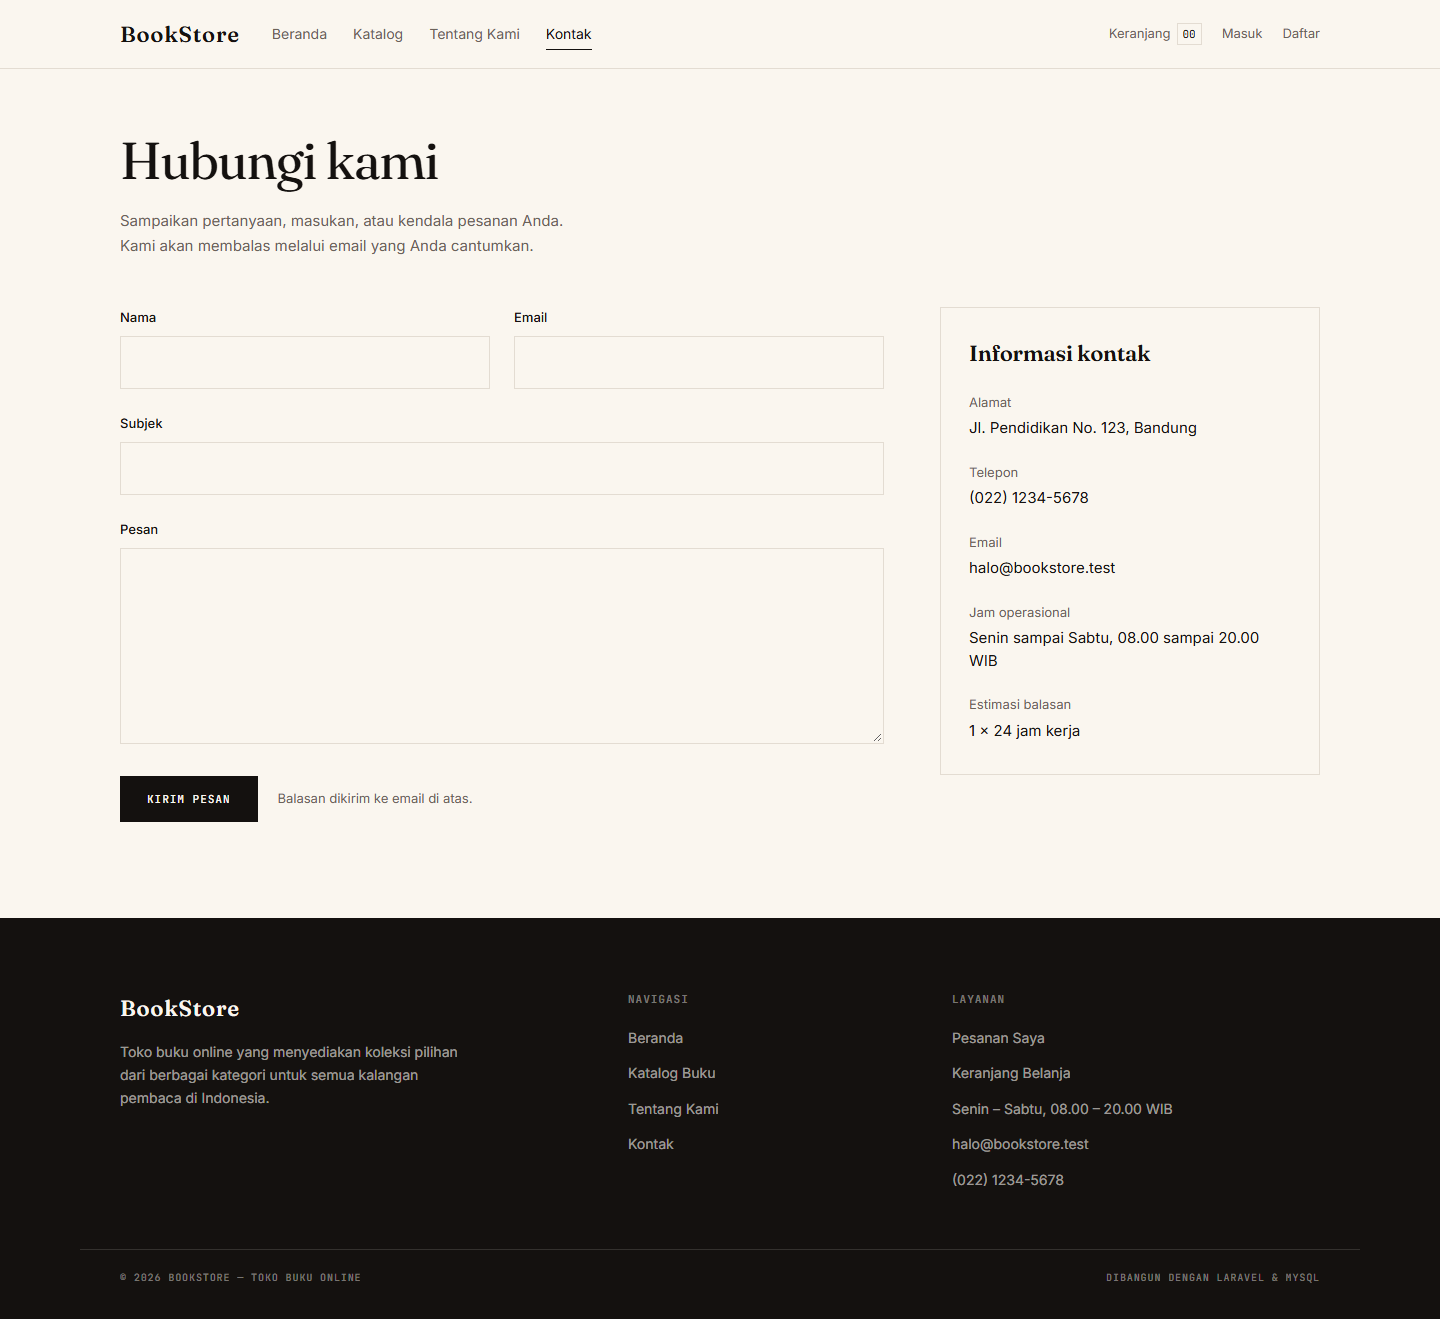 BookStore Beranda Katalog Tentang Kami Kontak Keranjang 00 Masuk Daftar
Hubungi kami
Sampaikan pertanyaan, masukan, atau kendala pesanan Anda.
Kami akan membalas melalui email yang Anda cantumkan.
Nama
Email
Subjek
Pesan
KIRIM PESAN
Balasan dikirim ke email di atas.
Informasi kontak
Alamat
Jl. Pendidikan No. 123, Bandung
Telepon
(022) 1234-5678
Email
halo@bookstore.test
Jam operasional
Senin sampai Sabtu, 08.00 sampai 20.00
WIB
Estimasi balasan
1 × 24 jam kerja
BookStore
Toko buku online yang menyediakan koleksi pilihan
dari berbagai kategori untuk semua kalangan
pembaca di Indonesia.
NAVIGASI
Beranda
Katalog Buku
Tentang Kami
Kontak
LAYANAN
Pesanan Saya
Keranjang Belanja
Senin – Sabtu, 08.00 – 20.00 WIB
halo@bookstore.test
(022) 1234-5678
© 2026 BOOKSTORE — TOKO BUKU ONLINE
DIBANGUN DENGAN LARAVEL & MYSQL